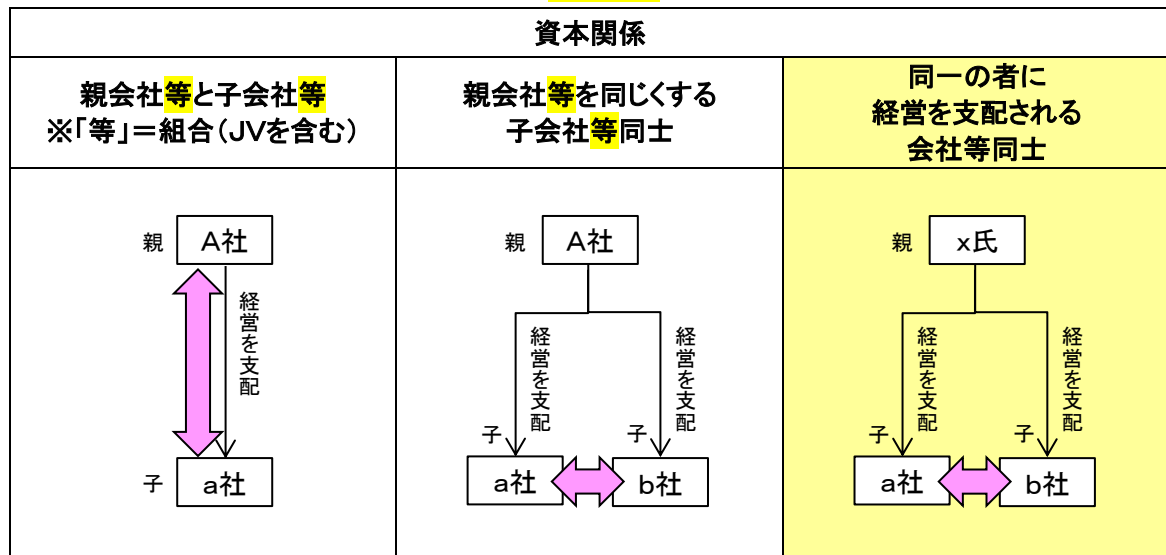 資本関係
親会社等と子会社等
※「等」＝組合（JVを含む）
親会社等を同じくする
子会社等同士
同一の者に
経営を支配される
会社等同士
親
A社
経営を支配
子
a社
親
A社
経営を支配
経営を支配
子
子
a社
b社
親
x氏
経営を支配
経営を支配
子
子
a社
b社